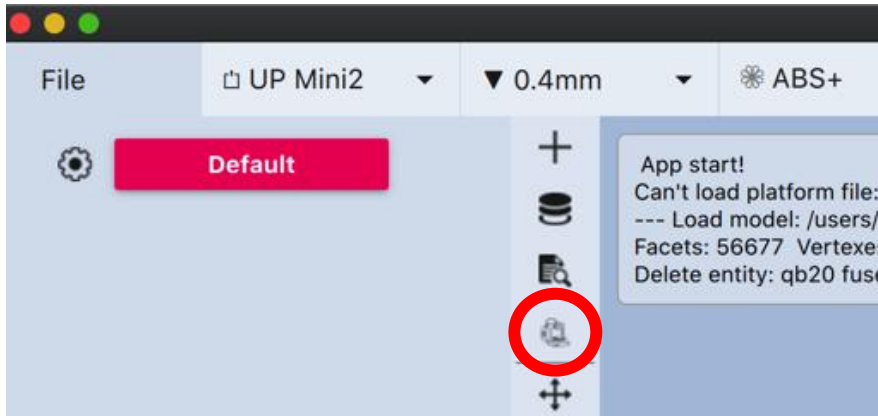 File
UP Mini2
0.4mm
ABS+
Default
App start!
Can't load platform file:
--- Load model: /users/
Facets: 56677 Vertexe
Delete entity: qb20 fuse